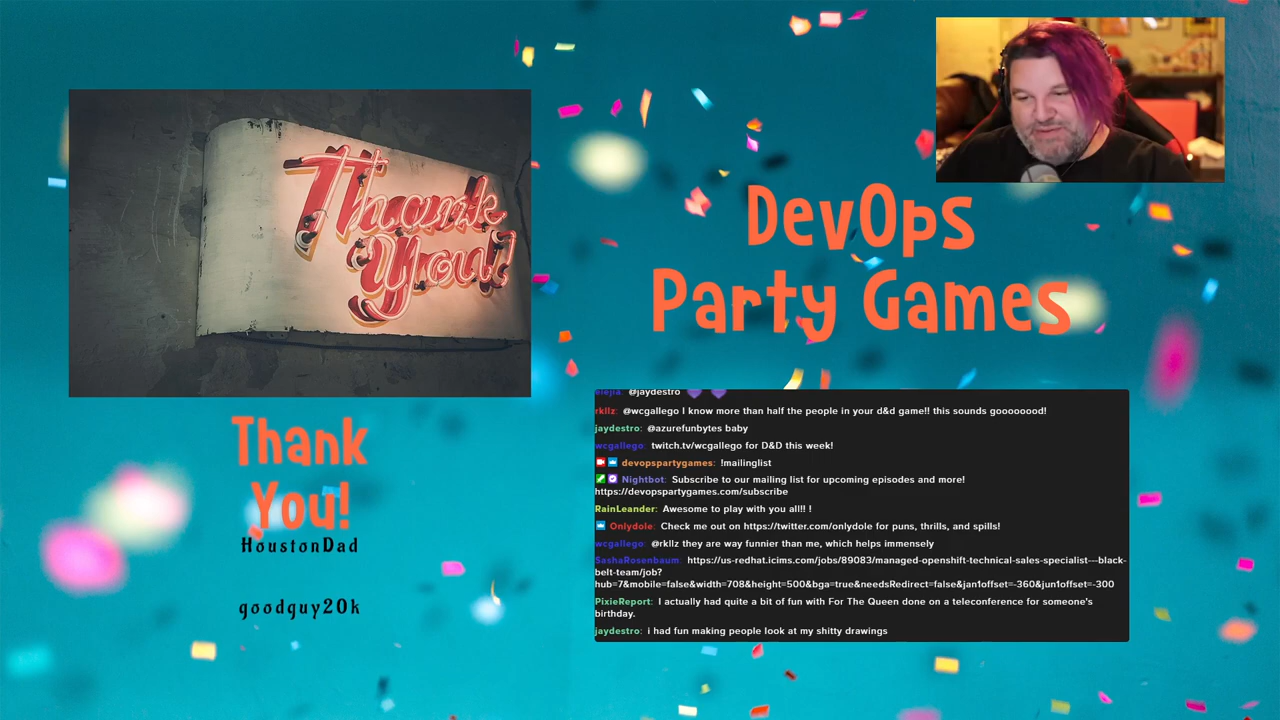 Thank
you!
DevOps
Party Games
Thank
You!
HoustonDad
goodguy20k
elejia: @jaydestro
rkllz: @wcgallego I know more than half the people in your d&d game!! this sounds goooooood!
jaydestro: @azurefunbytes baby
wcgallego: twitch.tv/wcgallego for D&D this week!
devopspartygames: !mailinglist
Nightbot: Subscribe to our mailing list for upcoming episodes and more!
https://devopspartygames.com/subscribe
RainLeander: Awesome to play with you all!! !
Onlydole: Check me out on https://twitter.com/onlydole for puns, thrills, and spills!
wcgallego: @rkllz they are way funnier than me, which helps immensely
SashaRosenbaum: https://us-redhat.icims.com/jobs/89083/managed-openshift-technical-sales-specialist---black-
belt-team/job?
hub=7&mobile=false&width=708&height=500&bga=true&needsRedirect=false&jan1offset=-360&jun1offset=-300
PixieReport: I actually had quite a bit of fun with For The Queen done on a teleconference for someone's
birthday.
jaydestro: i had fun making people look at my shitty drawings